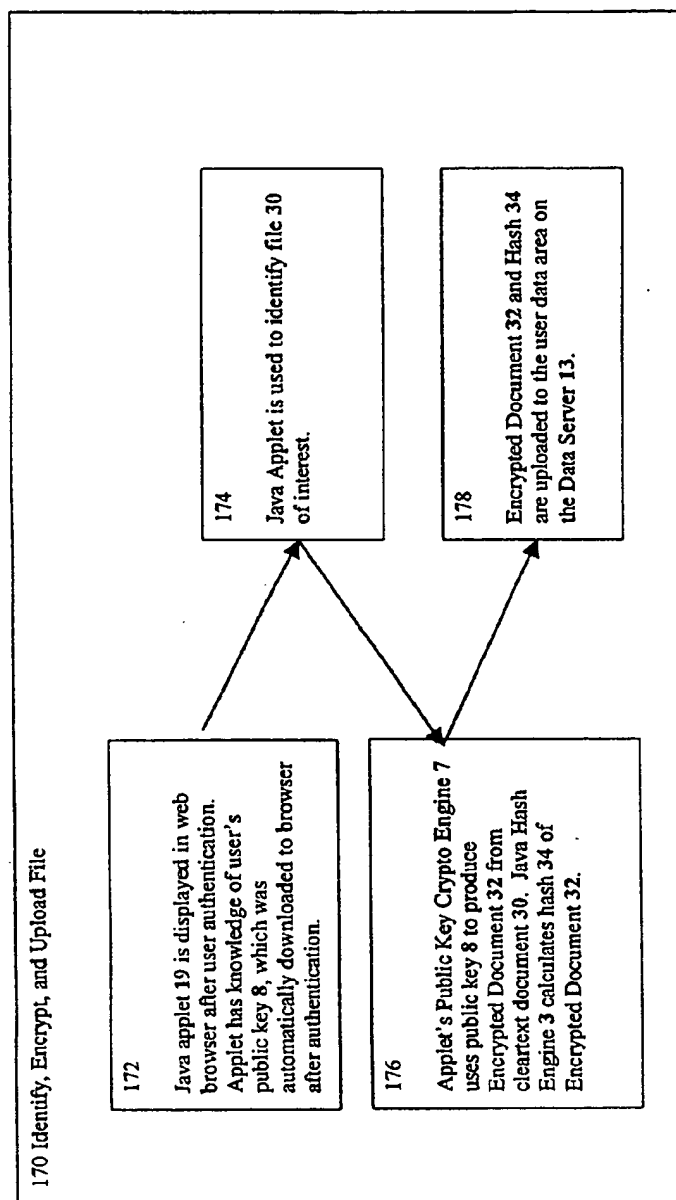 170 Identify, Encrypt, and Upload File
172
Java applet 19 is displayed in web
browser after user authentication.
Applet has knowledge of user's
public key 8, which was
automatically downloaded to browser
after authentication.
174
Java Applet is used to identify file 30
of interest.
176
Applet's Public Key Crypto Engine 7
uses public key 8 to produce
Encrypted Document 32 from
cleartext document 30. Java Hash
Engine 3 calculates hash 34 of
Encrypted Document 32.
178
Encrypted Document 32 and Hash 34
are uploaded to the user data area on
the Data Server 13.